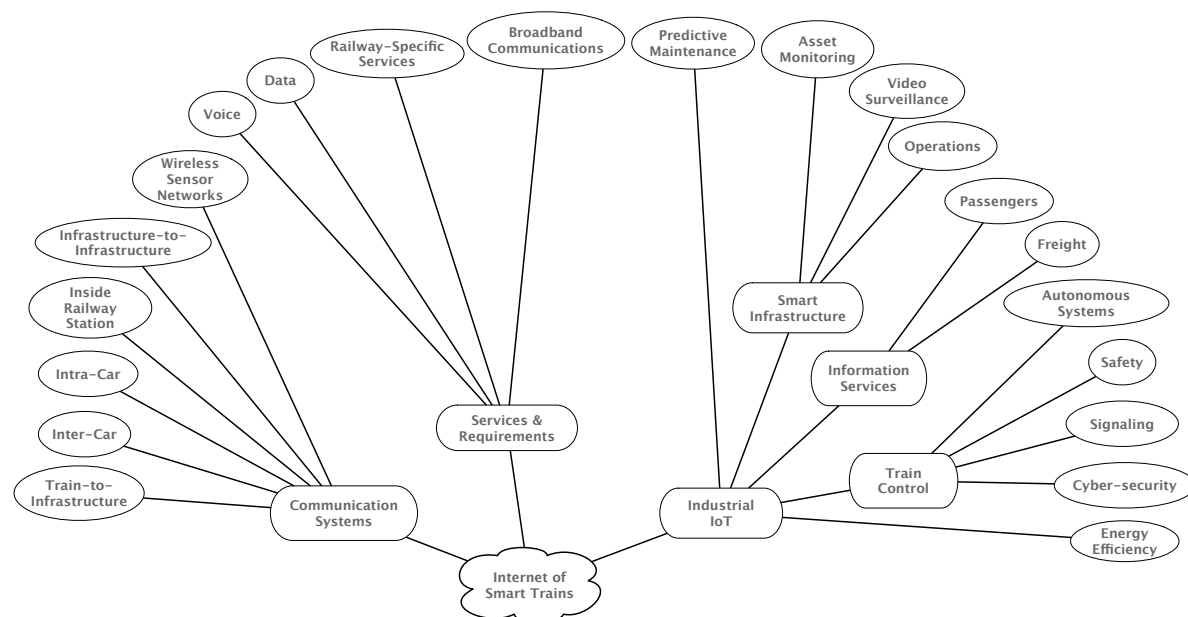 Broadband
Communications
Predictive
Maintenance
Asset
Monitoring
Railway-Specific
Services
Data
Video
Surveillance
Voice
Operations
Wireless
Sensor
Networks
Passengers
Infrastructure-to-
Infrastructure
Freight
Inside
Railway
Station
Smart
Infrastructure
Autonomous
Systems
Intra-Car
Information
Services
Safety
Inter-Car
Services &
Requirements
Signaling
Train-to-
Infrastructure
Communication
Systems
Industrial
IoT
Train
Control
Cyber-security
Energy
Efficiency
Internet of
Smart Trains